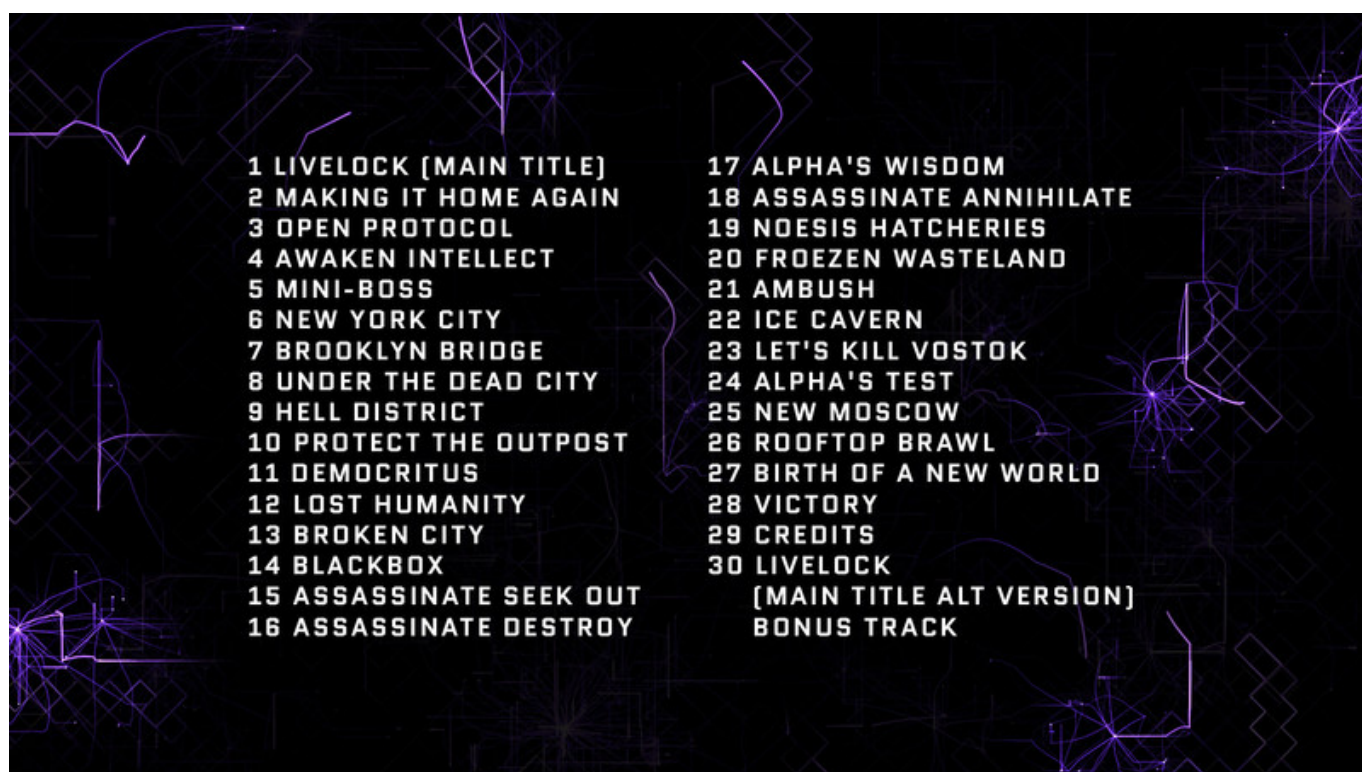 1 LIVELOCK (MAIN TITLE)
2 MAKING IT HOME AGAIN
3 OPEN PROTOCOL
4 AWAKEN INTELLECT
5 MINI-BOSS
6 NEW YORK CITY
7 BROOKLYN BRIDGE
8 UNDER THE DEAD CITY
9 HELL DISTRICT
10 PROTECT THE OUTPOST
11 DEMOCRITUS
12 LOST HUMANITY
13 BROKEN CITY
14 BLACKBOX
15 ASSASSINATE SEEK OUT
16 ASSASSINATE DESTROY
17 ALPHA'S WISDOM
18 ASSASSINATE ANNIHILATE
19 NOESIS HATCHERIES
20 FROEZEN WASTELAND
21 AMBUSH
22 ICE CAVERN
23 LET'S KILL VOSTOK
24 ALPHA'S TEST
25 NEW MOSCOW
26 ROOFTOP BRAWL
27 BIRTH OF A NEW WORLD
28 VICTORY
29 CREDITS
30 LIVELOCK
(MAIN TITLE ALT VERSION)
BONUS TRACK